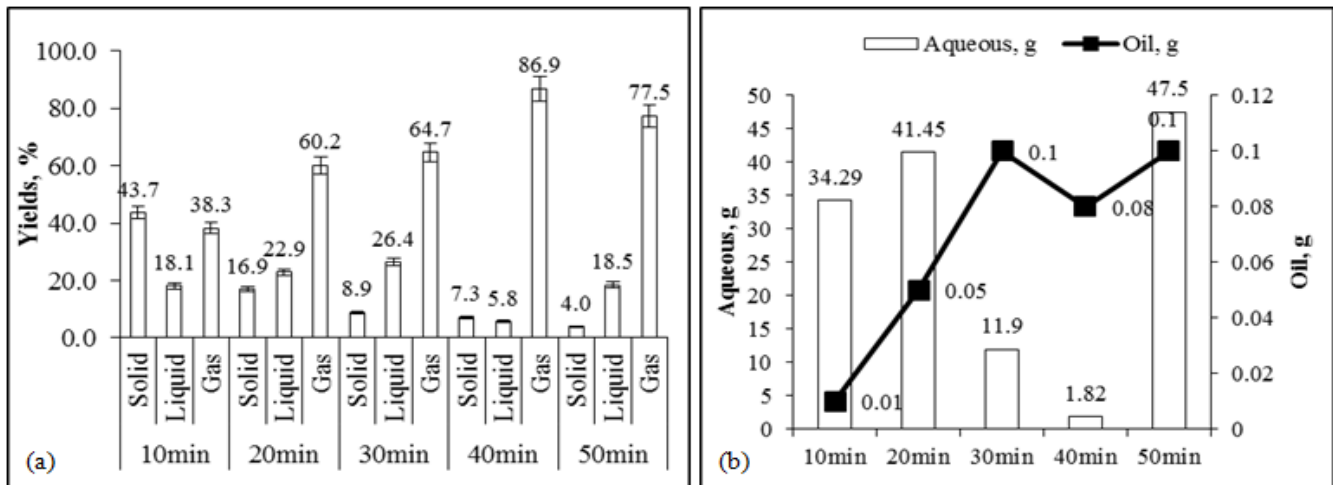 100.0
80.0
60.0
40.0
20.0
0.0
Yields, %
43.7
18.1
38.3
16.9
22.9
60.2
8.9
26.4
64.7
7.3
5.8
86.9
4.0
18.5
77.5
Solid
Liquid
Gas
Solid
Liquid
Gas
Solid
Liquid
Gas
Solid
Liquid
Gas
Solid
Liquid
Gas
10min 20min 30min 40min 50min
(a)
Aqueous, g Oil, g
50
45
40
35
30
25
20
15
10
5
0
Aqueous, g
34.29
41.45
11.9
1.82
47.5
0.01
0.05
0.1
0.08
0.1
0.12
0.1
0.08
0.06
0.04
0.02
0
Oil, g
10min 20min 30min 40min 50min
(b)